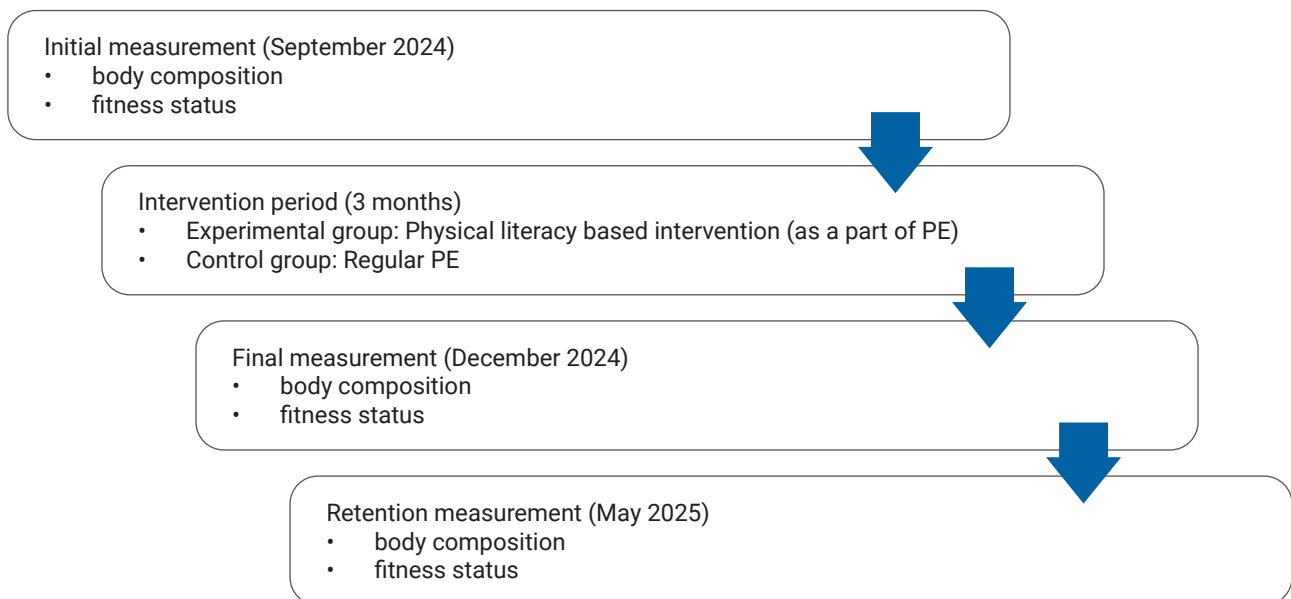 Initial measurement (September 2024)
• body composition
• fitness status
Intervention period (3 months)
• Experimental group: Physical literacy based intervention (as a part of PE)
• Control group: Regular PE
Final measurement (December 2024)
• body composition
• fitness status
Retention measurement (May 2025)
• body composition
• fitness status